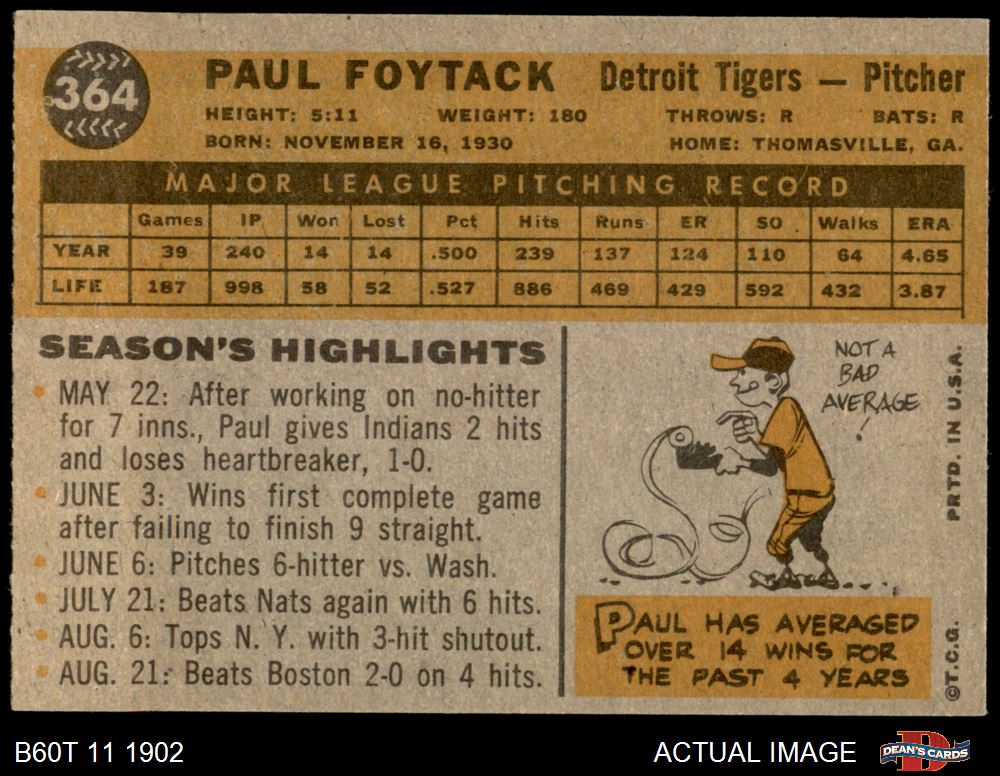 364
PAUL FOYTACK Detroit Tigers — Pitcher
HEIGHT: 5:11 WEIGHT: 180 THROWS: R BATS: R
BORN: NOVEMBER 16, 1930 HOME: THOMASVILLE, GA.
MAJOR LEAGUE PITCHING RECORD
Games IP Won Lost Pct Hits Runs ER SO Walks ERA
YEAR 39 240 14 14 .500 239 137 124 110 64 4.65
LIFE 187 998 58 52 .527 886 469 429 592 432 3.87
SEASON'S HIGHLIGHTS
• MAY 22: After working on no-hitter
for 7 inns., Paul gives Indians 2 hits
and loses heartbreaker, 1-0.
• JUNE 3: Wins first complete game
after failing to finish 9 straight.
• JUNE 6: Pitches 6-hitter vs. Wash.
• JULY 21: Beats Nats again with 6 hits.
• AUG. 6: Tops N. Y. with 3-hit shutout.
• AUG. 21: Beats Boston 2-0 on 4 hits.
NOT A
BAD
AVERAGE
!
PAUL HAS AVERAGED
OVER 14 WINS FOR
THE PAST 4 YEARS
©T.C.G. PRTD. IN U.S.A.
B60T 11 1902 ACTUAL IMAGE DEAN'S CARDS